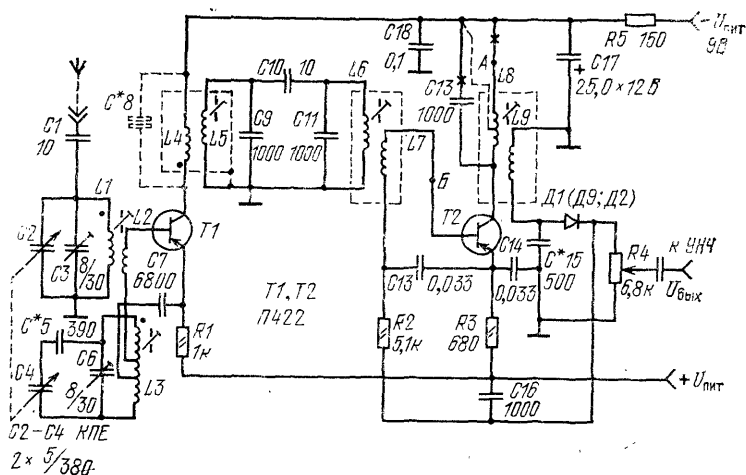 C18
0,1
C13
1000
A
L8
L9
C17
25,0 × 12 В
R5 150
− Uпит
9В
C*8
L4
L5
C9
1000
C10
10
C11
1000
L6
L7
Б
C1
10
L1
L2
T1
C7
6800
C2
C3
8/30
C*5
390
C4
C6
8/30
L3
R1
1к
T1, T2
П422
T2
C13
0,033
C14
0,033
C*15
500
Д1 (Д9; Д2)
R4
6,8к
к УНЧ
Uвых
R2
5,1к
R3
680
C16
1000
+ Uпит
C2–C4 КПЕ
2 × 5/380